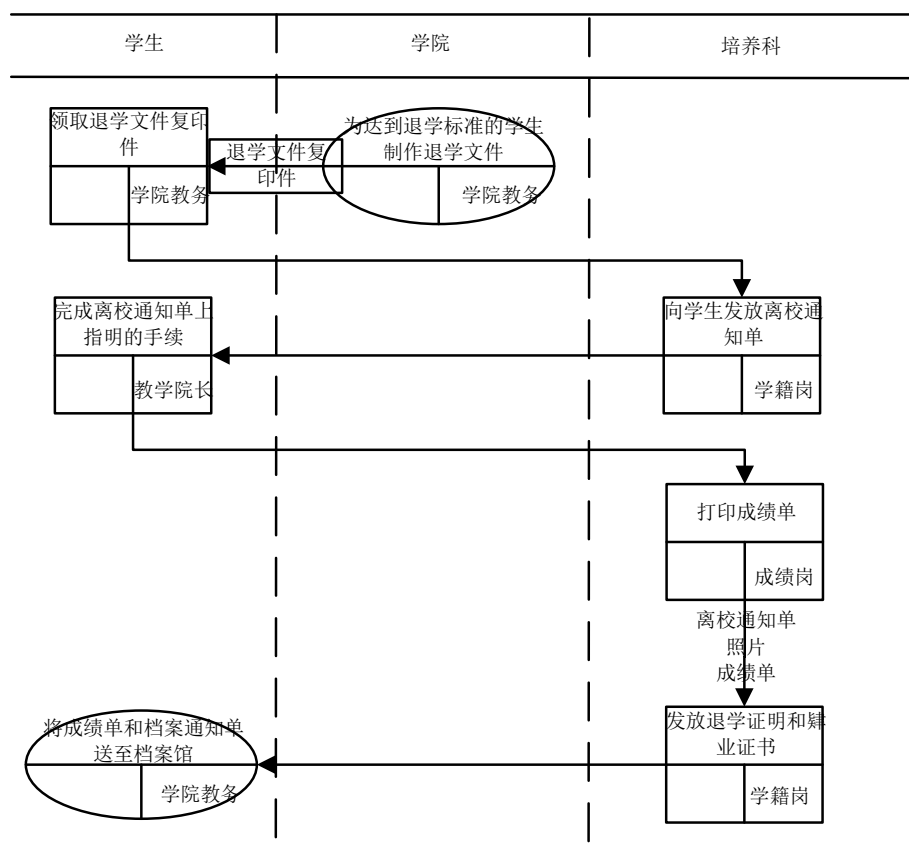 学生
学院
培养科
领取退学文件复印
件
学院教务
退学文件复
印件
为达到退学标准的学生
制作退学文件
学院教务
完成离校通知单上
指明的手续
教学院长
向学生发放离校通
知单
学籍岗
打印成绩单
成绩岗
离校通知单
照片
成绩单
将成绩单和档案通知单
送至档案馆
学院教务
发放退学证明和肄
业证书
学籍岗